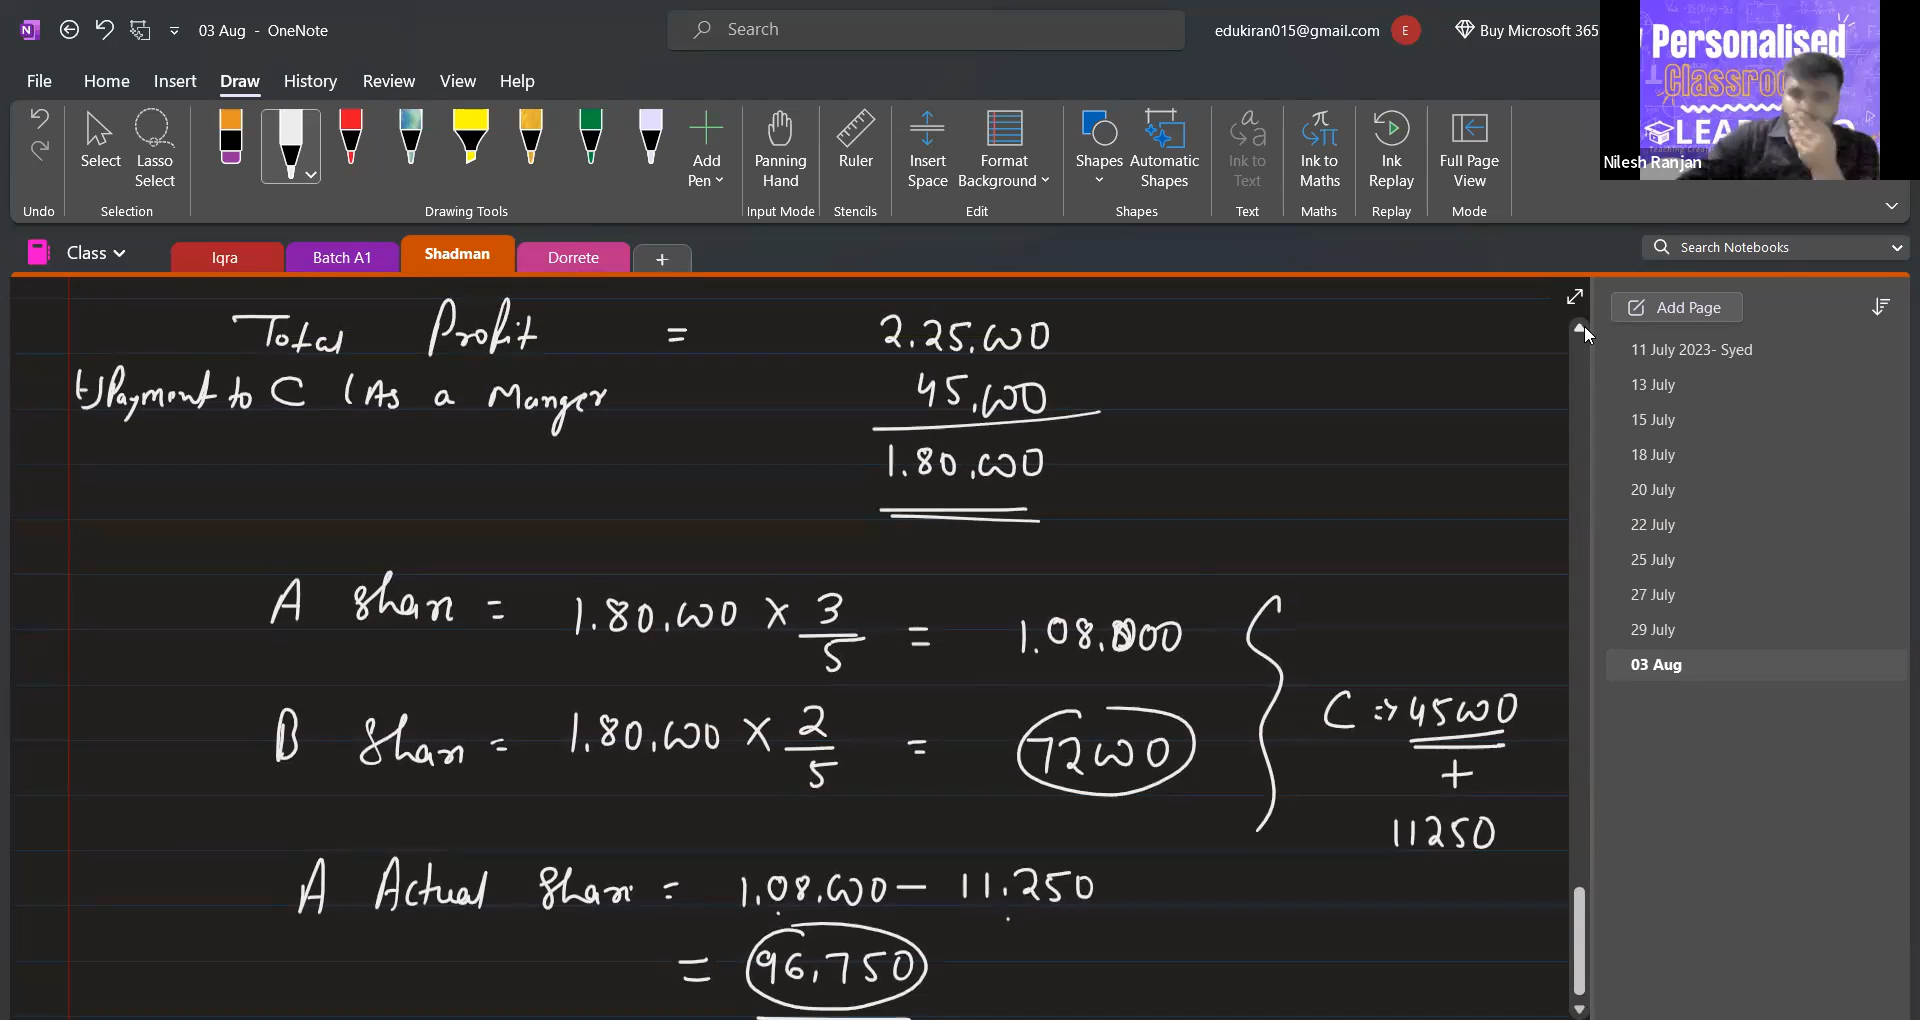 03 Aug - OneNote
Search
edukiran015@gmail.com
E
Buy Microsoft 365
File Home Insert Draw History Review View Help
Select
Lasso Select
Add Pen
Panning Hand
Ruler
Insert Space
Format Background
Shapes
Automatic Shapes
Ink to Text
Ink to Maths
Ink Replay
Full Page View
Undo Selection Drawing Tools Input Mode Stencils Edit Shapes Text Maths Replay Mode
Personalised
Classroo
LEA
Nilesh Ranjan
Class
Iqra
Batch A1
Shadman
Dorrete
+
Search Notebooks
Add Page
11 July 2023- Syed
13 July
15 July
18 July
20 July
22 July
25 July
27 July
29 July
03 Aug
Total Profit = 2.25.000
(-) Payment to C (As a Manger 45.000
1.80.000
A Share = 1.80.000 × 3/5 = 1.08.000
B Share = 1.80.000 × 2/5 = 72000
C => 45000
+
11250
A Actual Share = 1.08.000 - 11.250
= 96.750